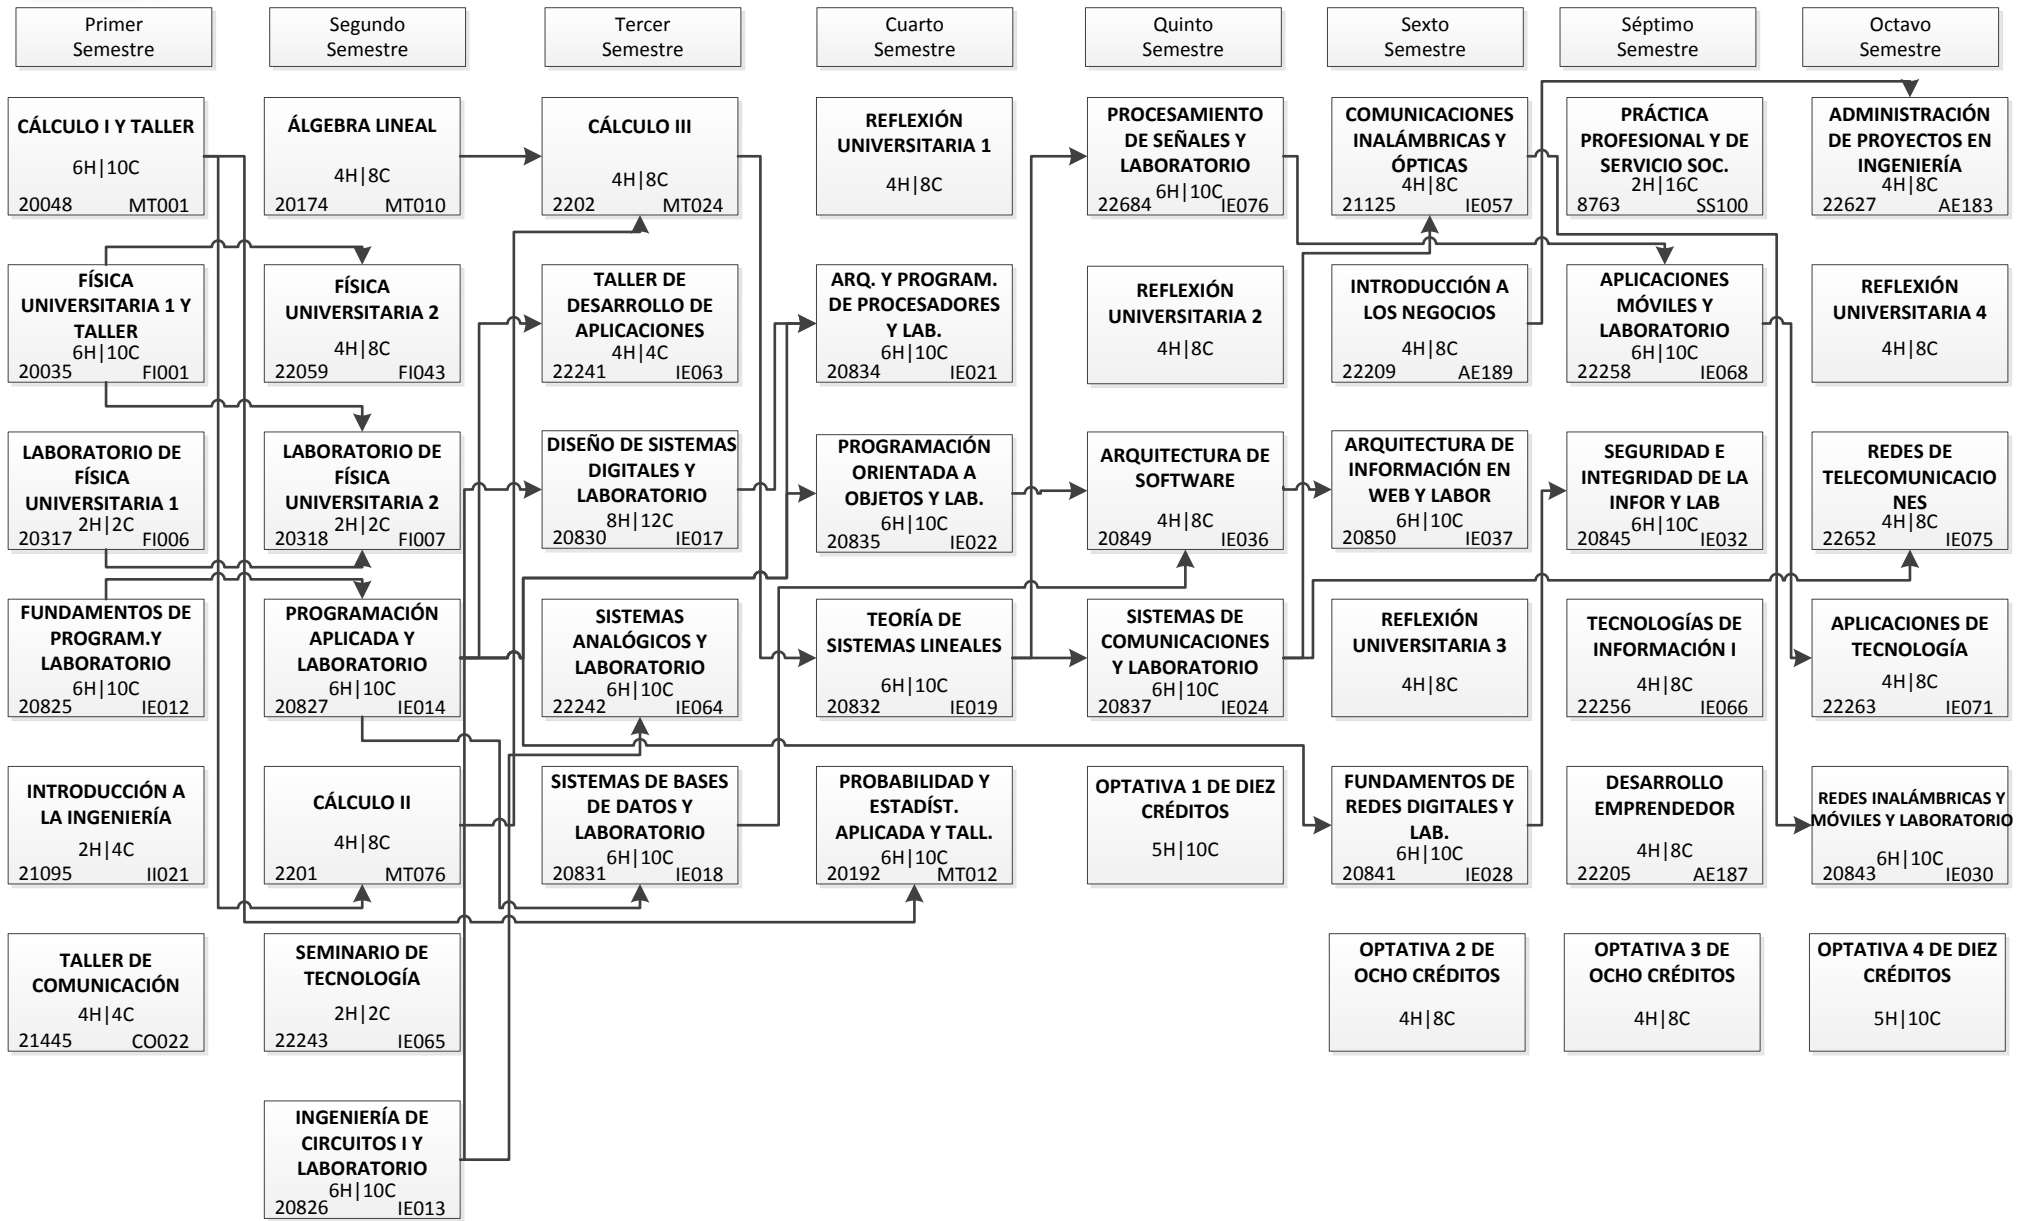 Primer
Semestre
Segundo
Semestre
Tercer
Semestre
Cuarto
Semestre
Quinto
Semestre
Sexto
Semestre
Séptimo
Semestre
Octavo
Semestre
CÁLCULO I Y TALLER
6H|10C
20048 MT001
ÁLGEBRA LINEAL
4H|8C
20174 MT010
CÁLCULO III
4H|8C
2202 MT024
REFLEXIÓN
UNIVERSITARIA 1
4H|8C
PROCESAMIENTO
DE SEÑALES Y
LABORATORIO
6H|10C
22684 IE076
COMUNICACIONES
INALÁMBRICAS Y
ÓPTICAS
4H|8C
21125 IE057
PRÁCTICA
PROFESIONAL Y DE
SERVICIO SOC.
2H|16C
8763 SS100
ADMINISTRACIÓN
DE PROYECTOS EN
INGENIERÍA
4H|8C
22627 AE183
FÍSICA
UNIVERSITARIA 1 Y
TALLER
6H|10C
20035 FI001
FÍSICA
UNIVERSITARIA 2
4H|8C
22059 FI043
TALLER DE
DESARROLLO DE
APLICACIONES
4H|4C
22241 IE063
ARQ. Y PROGRAM.
DE PROCESADORES
Y LAB.
6H|10C
20834 IE021
REFLEXIÓN
UNIVERSITARIA 2
4H|8C
INTRODUCCIÓN A
LOS NEGOCIOS
4H|8C
22209 AE189
APLICACIONES
MÓVILES Y
LABORATORIO
6H|10C
22258 IE068
REFLEXIÓN
UNIVERSITARIA 4
4H|8C
LABORATORIO DE
FÍSICA
UNIVERSITARIA 1
2H|2C
20317 FI006
LABORATORIO DE
FÍSICA
UNIVERSITARIA 2
2H|2C
20318 FI007
DISEÑO DE SISTEMAS
DIGITALES Y
LABORATORIO
8H|12C
20830 IE017
PROGRAMACIÓN
ORIENTADA A
OBJETOS Y LAB.
6H|10C
20835 IE022
ARQUITECTURA DE
SOFTWARE
4H|8C
20849 IE036
ARQUITECTURA DE
INFORMACIÓN EN
WEB Y LABOR
6H|10C
20850 IE037
SEGURIDAD E
INTEGRIDAD DE LA
INFOR Y LAB
6H|10C
20845 IE032
REDES DE
TELECOMUNICACIO
NES
4H|8C
22652 IE075
FUNDAMENTOS DE
PROGRAM.Y
LABORATORIO
6H|10C
20825 IE012
PROGRAMACIÓN
APLICADA Y
LABORATORIO
6H|10C
20827 IE014
SISTEMAS
ANALÓGICOS Y
LABORATORIO
6H|10C
22242 IE064
TEORÍA DE
SISTEMAS LINEALES
6H|10C
20832 IE019
SISTEMAS DE
COMUNICACIONES
Y LABORATORIO
6H|10C
20837 IE024
REFLEXIÓN
UNIVERSITARIA 3
4H|8C
TECNOLOGÍAS DE
INFORMACIÓN I
4H|8C
22256 IE066
APLICACIONES DE
TECNOLOGÍA
4H|8C
22263 IE071
INTRODUCCIÓN A
LA INGENIERÍA
2H|4C
21095 II021
CÁLCULO II
4H|8C
2201 MT076
SISTEMAS DE BASES
DE DATOS Y
LABORATORIO
6H|10C
20831 IE018
PROBABILIDAD Y
ESTADÍST.
APLICADA Y TALL.
6H|10C
20192 MT012
OPTATIVA 1 DE DIEZ
CRÉDITOS
5H|10C
FUNDAMENTOS DE
REDES DIGITALES Y
LAB.
6H|10C
20841 IE028
DESARROLLO
EMPRENDEDOR
4H|8C
22205 AE187
REDES INALÁMBRICAS Y
MÓVILES Y LABORATORIO
6H|10C
20843 IE030
TALLER DE
COMUNICACIÓN
4H|4C
21445 CO022
SEMINARIO DE
TECNOLOGÍA
2H|2C
22243 IE065
OPTATIVA 2 DE
OCHO CRÉDITOS
4H|8C
OPTATIVA 3 DE
OCHO CRÉDITOS
4H|8C
OPTATIVA 4 DE DIEZ
CRÉDITOS
5H|10C
INGENIERÍA DE
CIRCUITOS I Y
LABORATORIO
6H|10C
20826 IE013